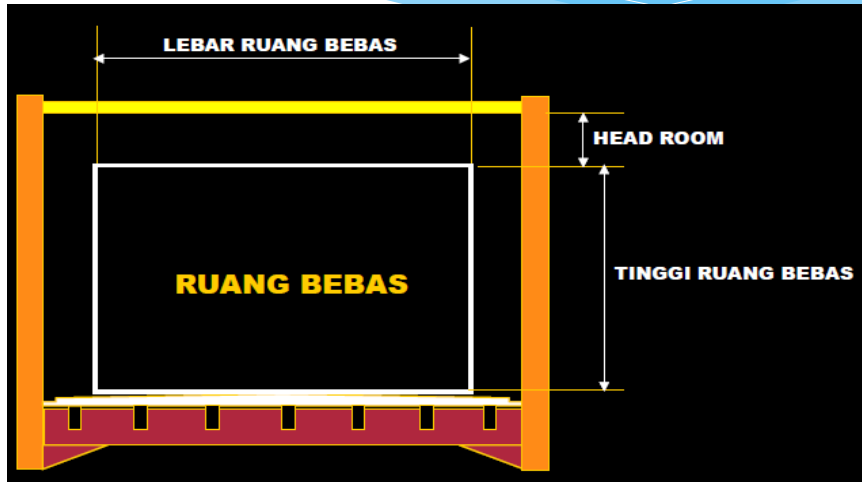 LEBAR RUANG BEBAS
HEAD ROOM
RUANG BEBAS
TINGGI RUANG BEBAS